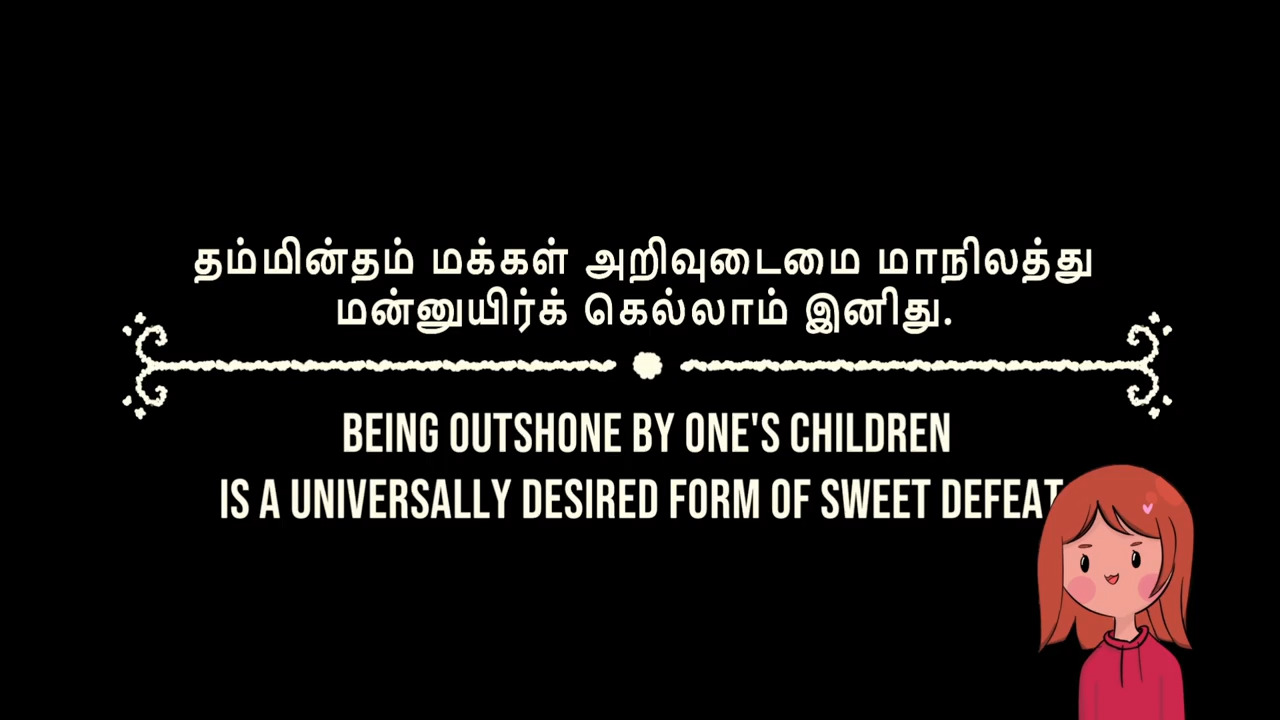 தம்மின்தம் மக்கள் அறிவுடைமை மாநிலத்து
மன்னுயிர்க் கெல்லாம் இனிது.
BEING OUTSHONE BY ONE'S CHILDREN
IS A UNIVERSALLY DESIRED FORM OF SWEET DEFEAT